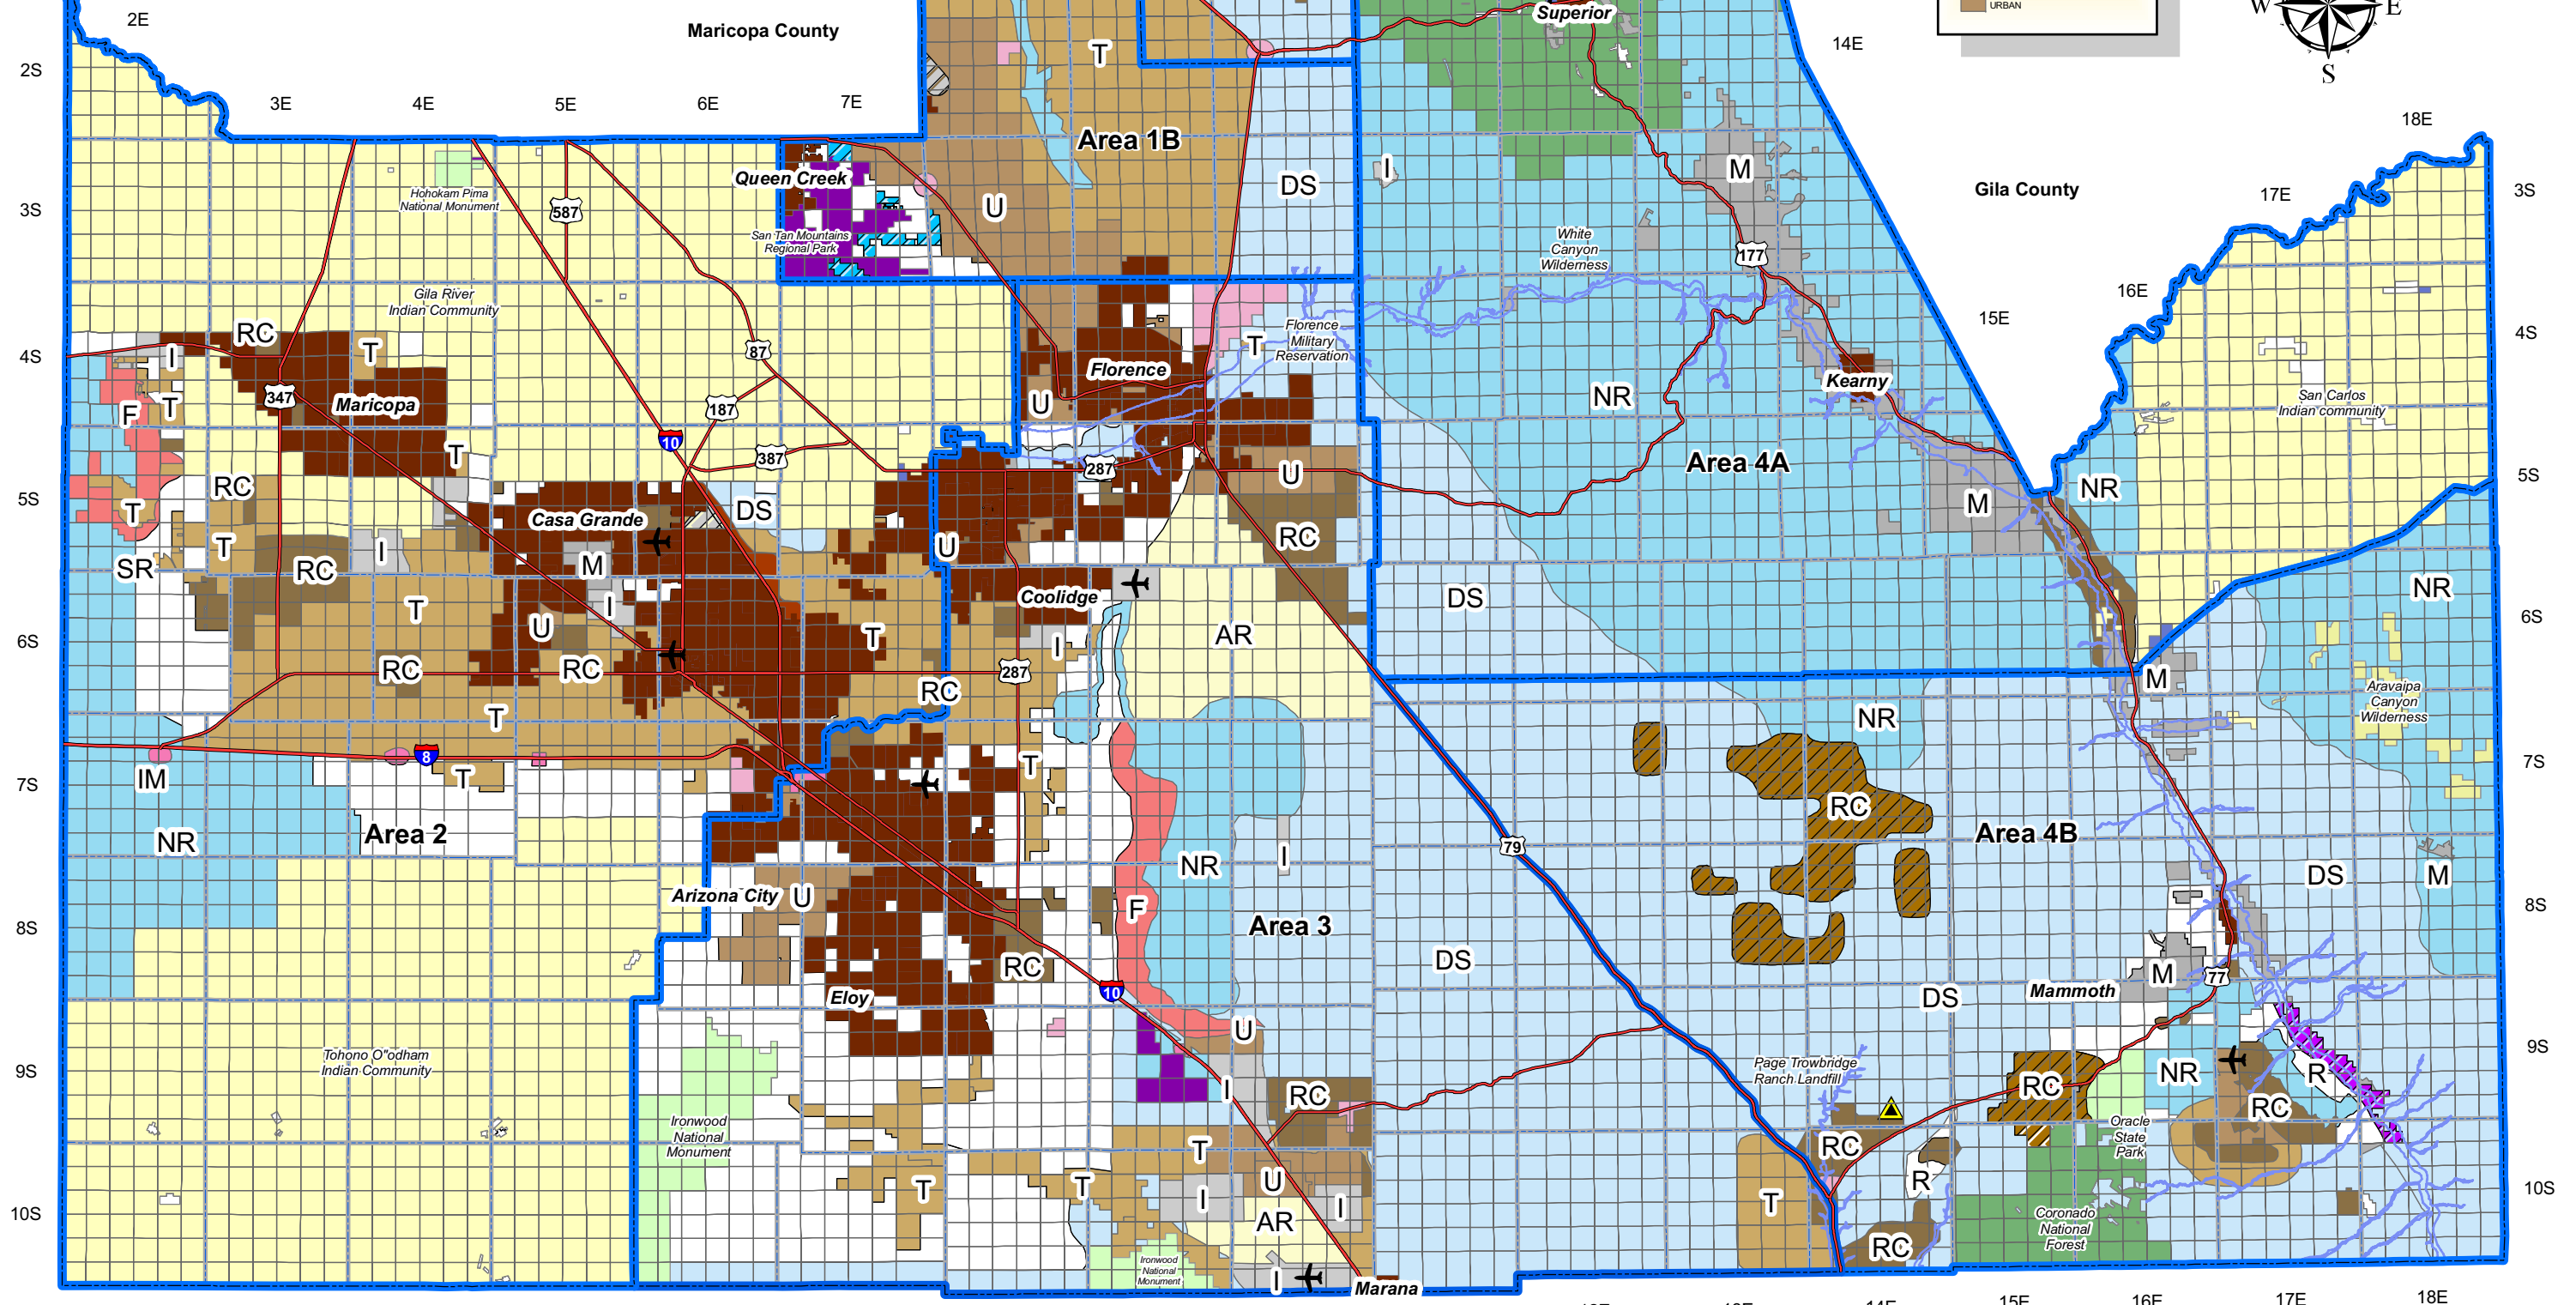 2E
Maricopa County
Superior
URBAN
W
E
S
14E
2S
T
3E
4E
5E
6E
7E
Area 1B
18E
Hohokam Pima
National Monument
Queen Creek
M
I
DS
Gila County
17E
3S
3S
587
U
San Tan Mountains
Regional Park
White
Canyon
Wilderness
177
Gila River
Indian Community
16E
15E
RC
T
I
4S
87
Florence
Military
Reservation
T
4S
Florence
Kearny
347
Maricopa
F
T
187
U
NR
San Carlos
Indian community
10
T
387
287
U
Area 4A
5S
RC
NR
5S
T
Casa Grande
DS
M
T
I
U
RC
SR
RC
M
DS
NR
Coolidge
T
I
U
T
AR
6S
I
6S
RC
RC
287
RC
M
Aravaipa
Canyon
Wilderness
T
NR
8
IM
T
T
7S
7S
RC
NR
Area 2
79
Area 4B
I
NR
DS
M
Arizona City
U
F
8S
Area 3
8S
RC
DS
M
77
10
Eloy
DS
Mammoth
U
9S
Tohono O"odham
Indian Community
Page Trowbridge
Ranch Landfill
NR
R
9S
I
RC
RC
RC
Ironwood
National
Monument
T
RC
Oracle
State
Park
T
T
I
U
I
T
R
10S
AR
Coronado
National
Forest
10S
RC
Ironwood
National
Monument
I
Marana
14E
15E
16E
17E
18E